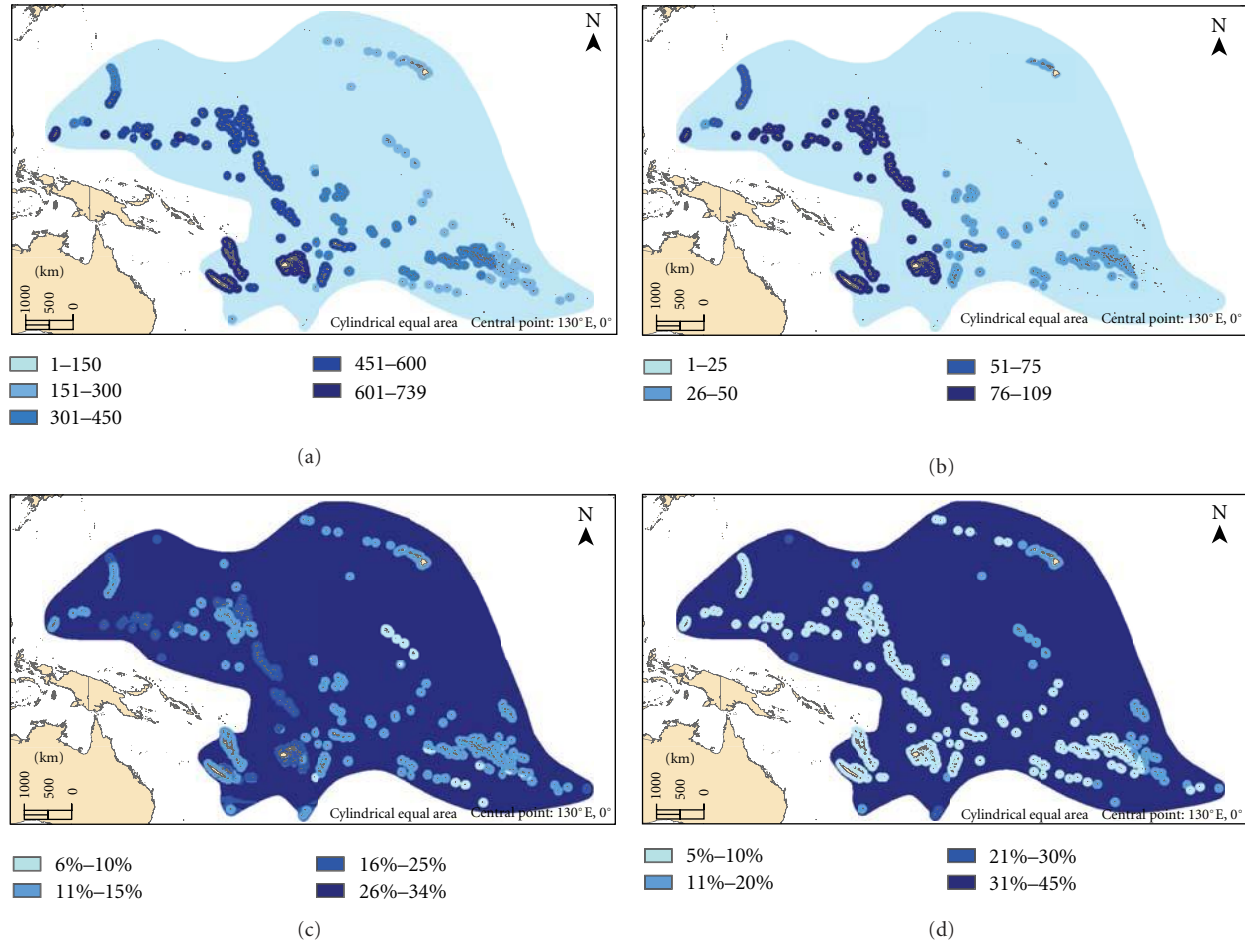 N
(km)
1000
500
0
Cylindrical equal area Central point: 130°E, 0°
1–150
151–300
301–450
451–600
601–739
(a)
N
(km)
1000
500
0
Cylindrical equal area Central point: 130°E, 0°
1–25
26–50
51–75
76–109
(b)
N
(km)
1000
500
0
Cylindrical equal area Central point: 130°E, 0°
6%–10%
11%–15%
16%–25%
26%–34%
(c)
N
(km)
1000
500
0
Cylindrical equal area Central point: 130°E, 0°
5%–10%
11%–20%
21%–30%
31%–45%
(d)